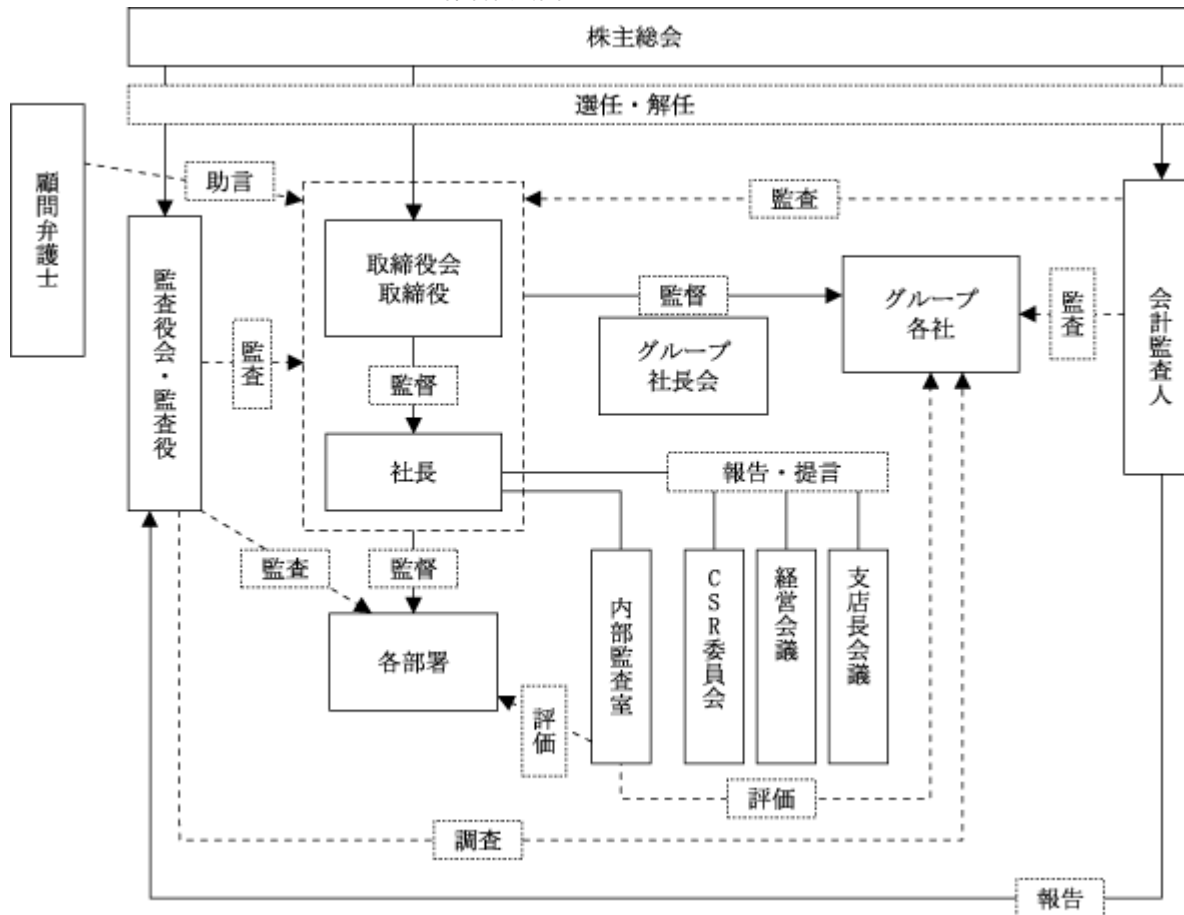 株主総会
選任・解任
顧問弁護士
助言
監査
監査役会・監査役
取締役会
取締役
監督
グループ
各社
監査
会計監査人
監査
グループ
社長会
監督
社長
報告・提言
監査
監督
各部署
内部監査室
CSR委員会
経営会議
支店長会議
評価
評価
調査
報告